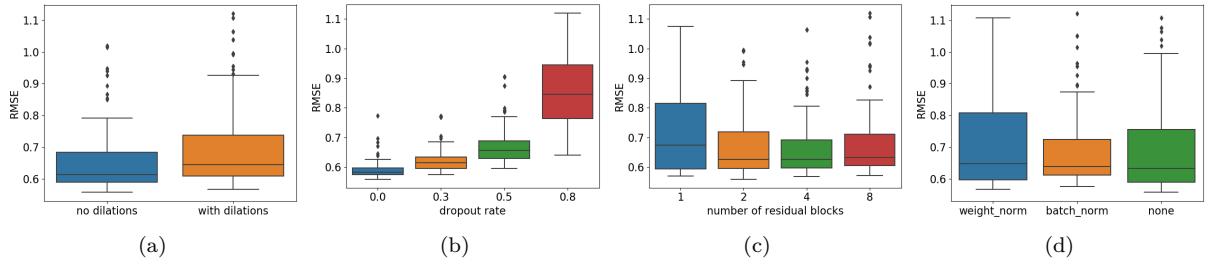 1.1
1.0
0.9
0.8
0.7
0.6
RMSE
no dilations with dilations
(a)
1.1
1.0
0.9
0.8
0.7
0.6
RMSE
0.0 0.3 0.5 0.8
dropout rate
(b)
1.1
1.0
0.9
0.8
0.7
0.6
RMSE
1 2 4 8
number of residual blocks
(c)
1.1
1.0
0.9
0.8
0.7
0.6
RMSE
weight_norm batch_norm none
(d)